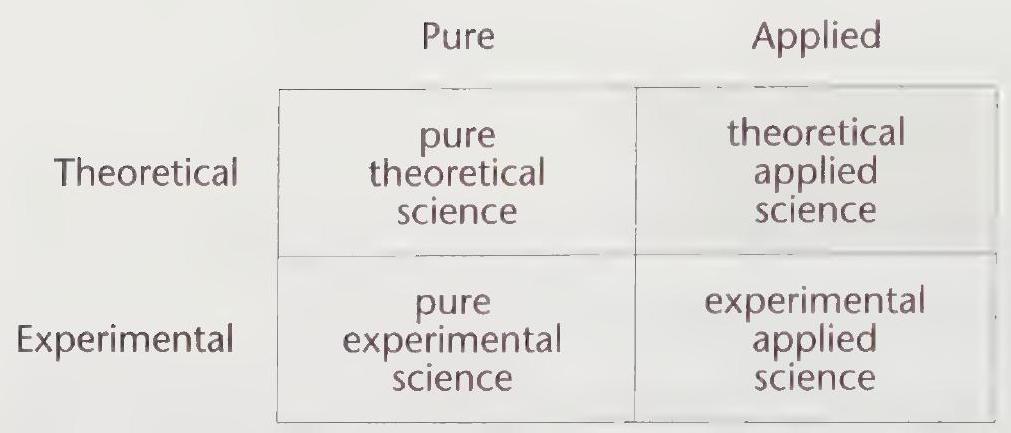 Pure Applied
Theoretical
pure
theoretical
science
theoretical
applied
science
Experimental
pure
experimental
science
experimental
applied
science